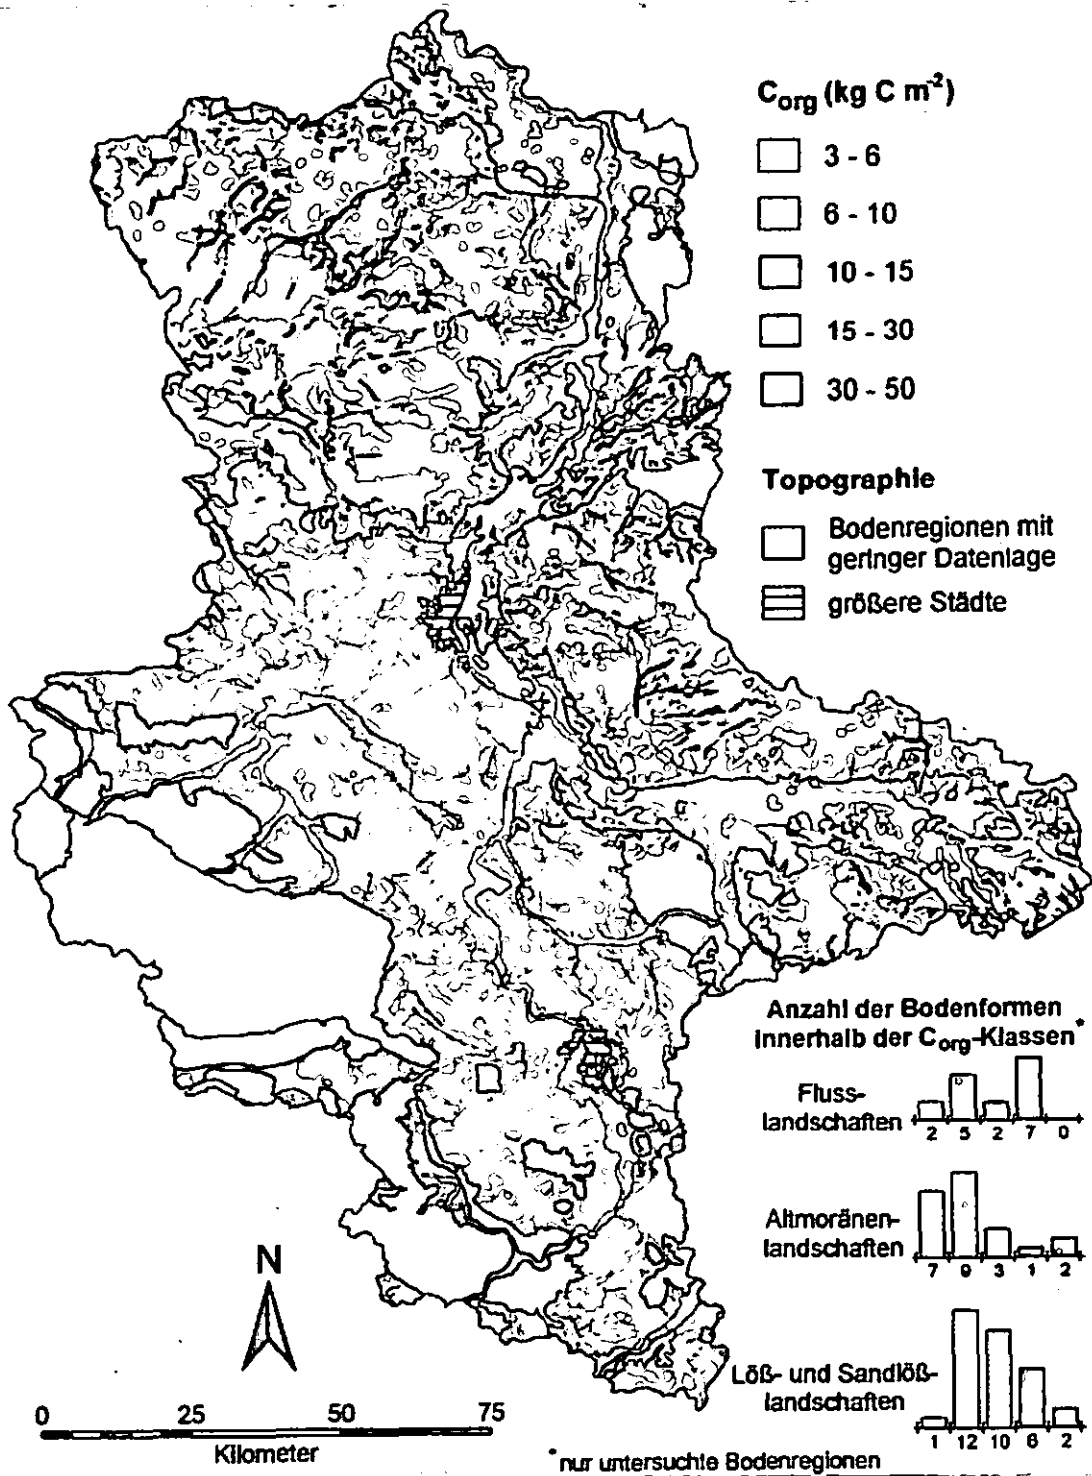 Corg (kg C m-2)
3 - 6
6 - 10
10 - 15
15 - 30
30 - 50
Topographie
Bodenregionen mit
geringer Datenlage
größere Städte
Anzahl der Bodenformen
innerhalb der Corg-Klassen*
Fluss-
landschaften
2 5 2 7 0
Altmoränen-
landschaften
7 9 3 1 2
Löß- und Sandlöß-
landschaften
1 12 10 6 2
N
0 25 50 75
Kilometer
*nur untersuchte Bodenregionen